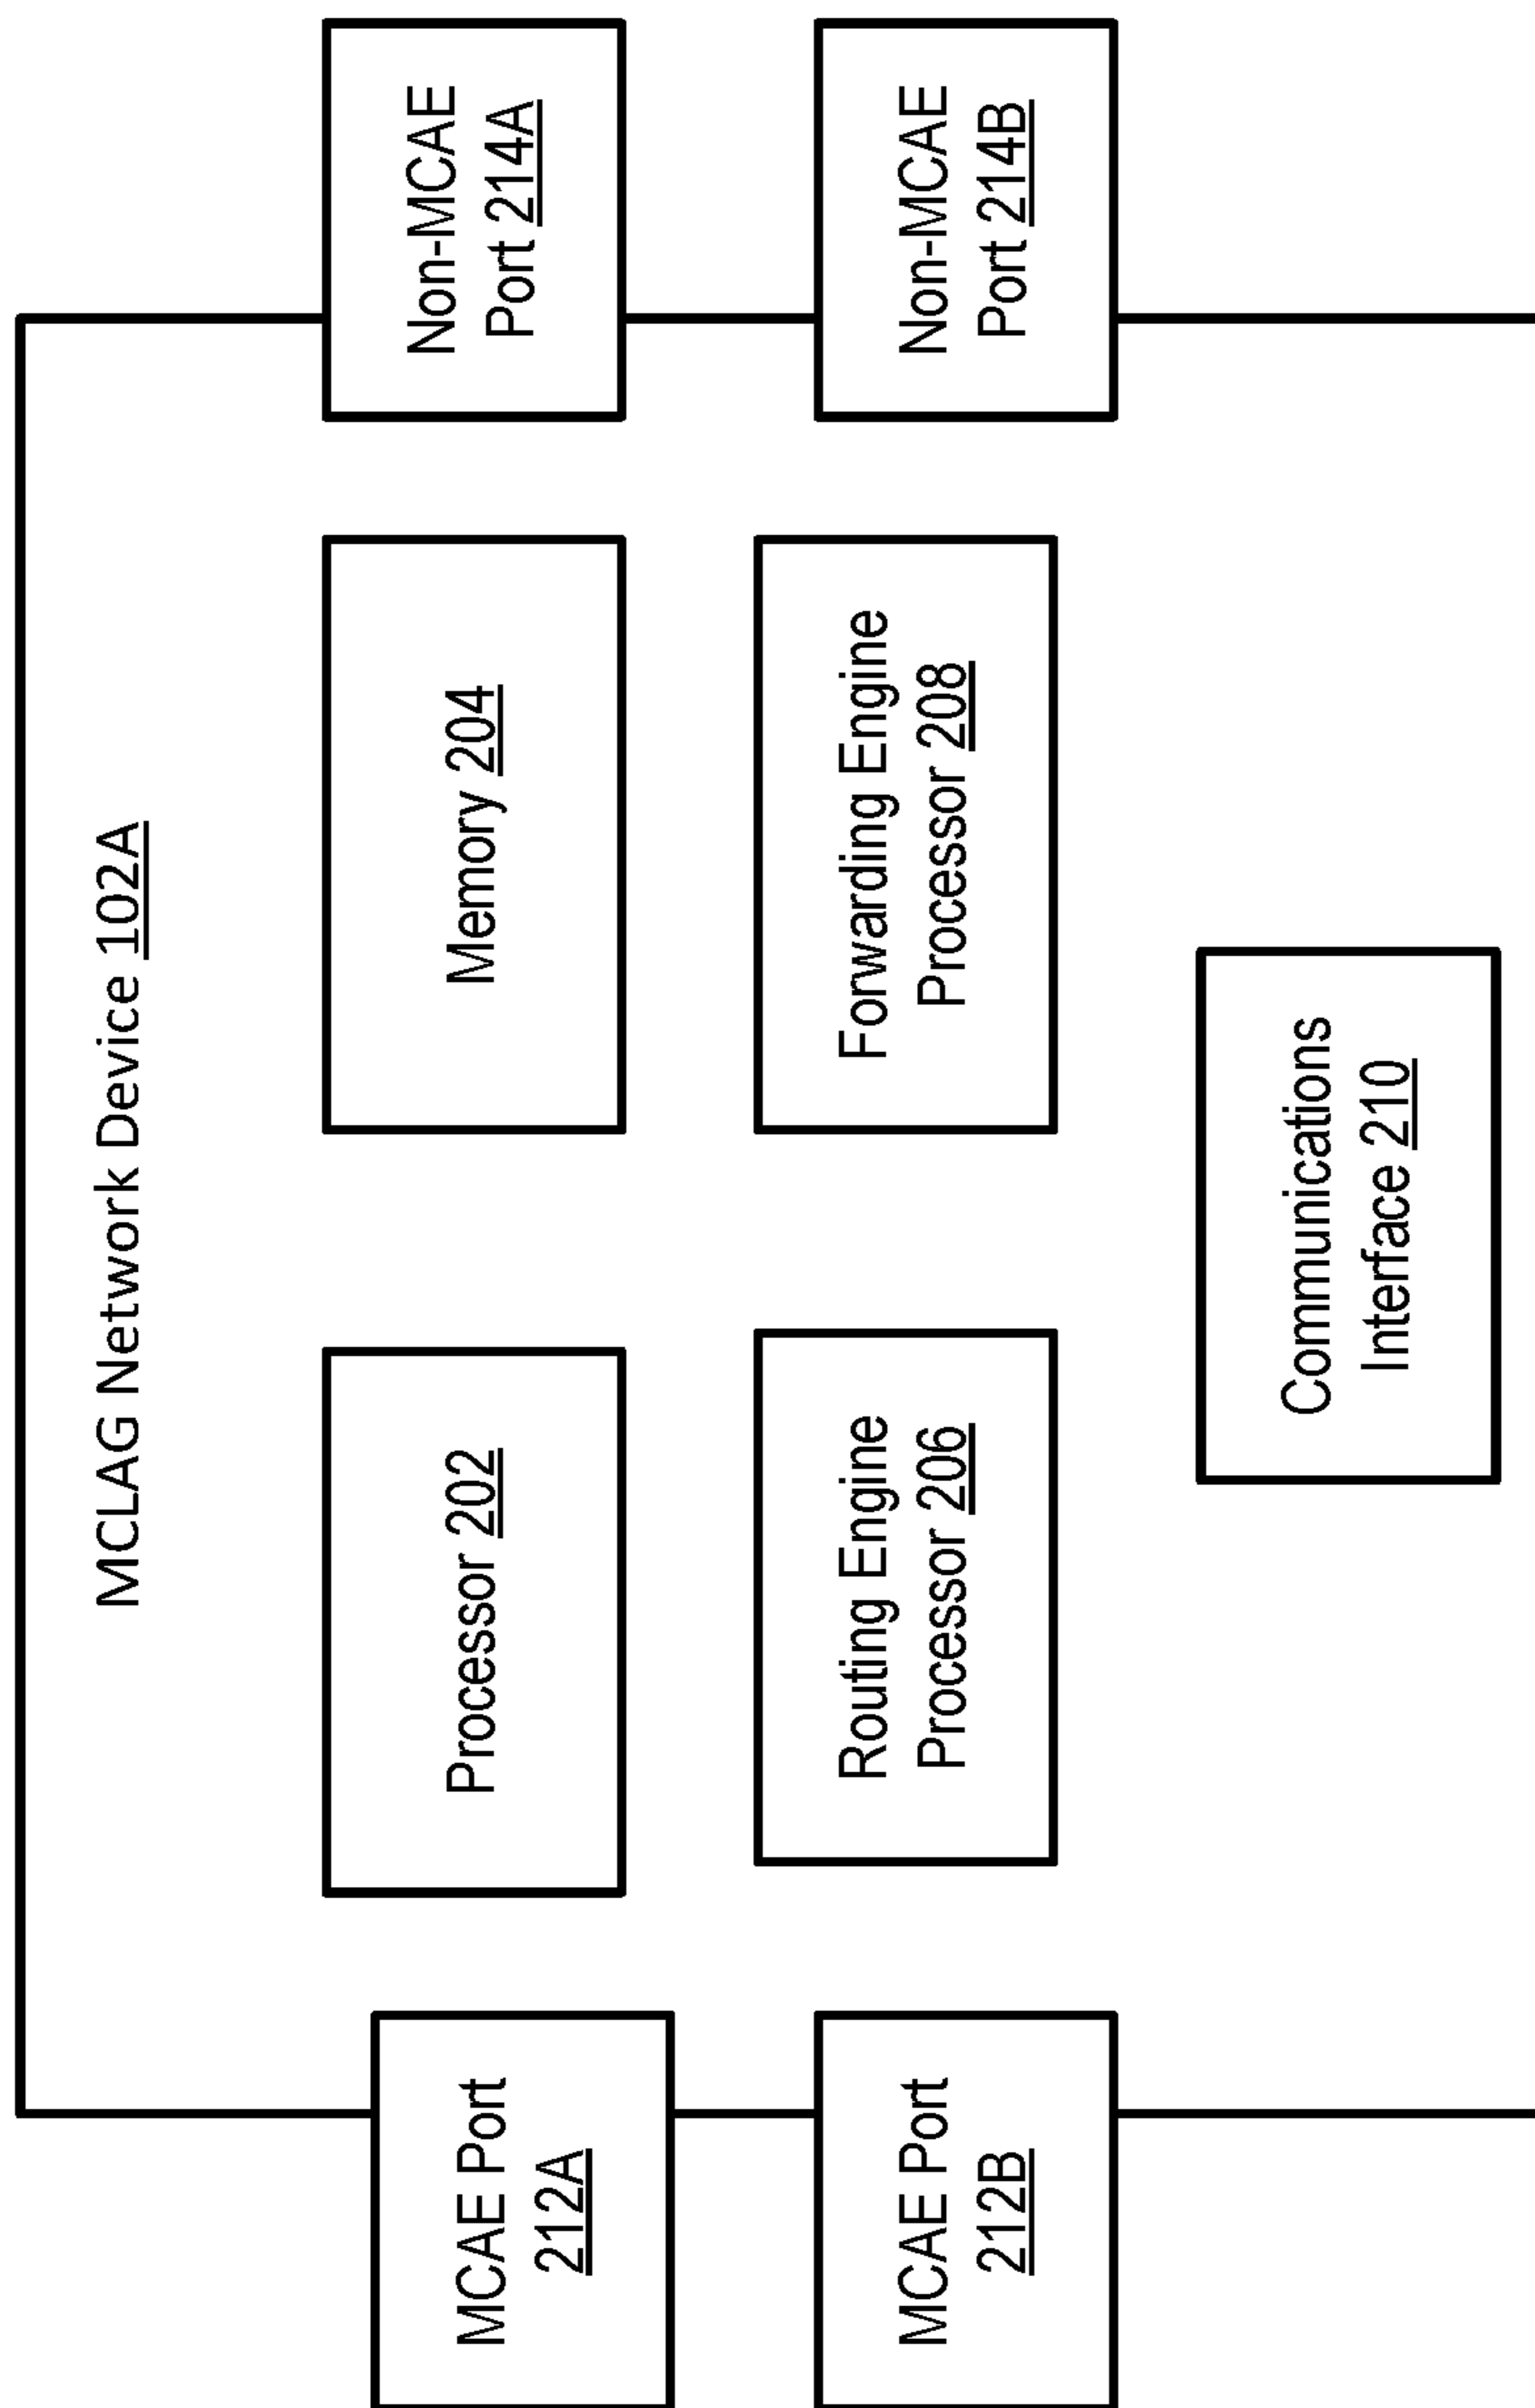 MCLAG Network Device 102A
Processor 202
Memory 204
Non-MCAE
Port 214A
MCAE Port
212A
Routing Engine
Processor 206
Forwarding Engine
Processor 208
Non-MCAE
Port 214B
MCAE Port
212B
Communications
Interface 210